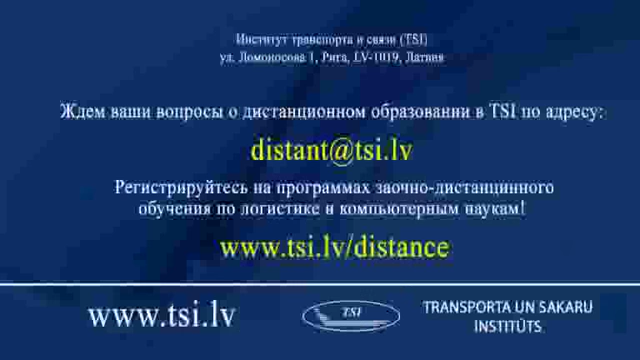 Институт транспорта и связи (TSI)
ул. Ломоносова 1, Рига, LV-1019, Латвия
Ждем ваши вопросы о дистанционном образовании в TSI по адресу:
distant@tsi.lv
Регистрируйтесь на программах заочно-дистанцинного
обучения по логистике и компьютерным наукам!
www.tsi.lv/distance
www.tsi.lv
TSI
TRANSPORTA UN SAKARU
INSTITŪTS